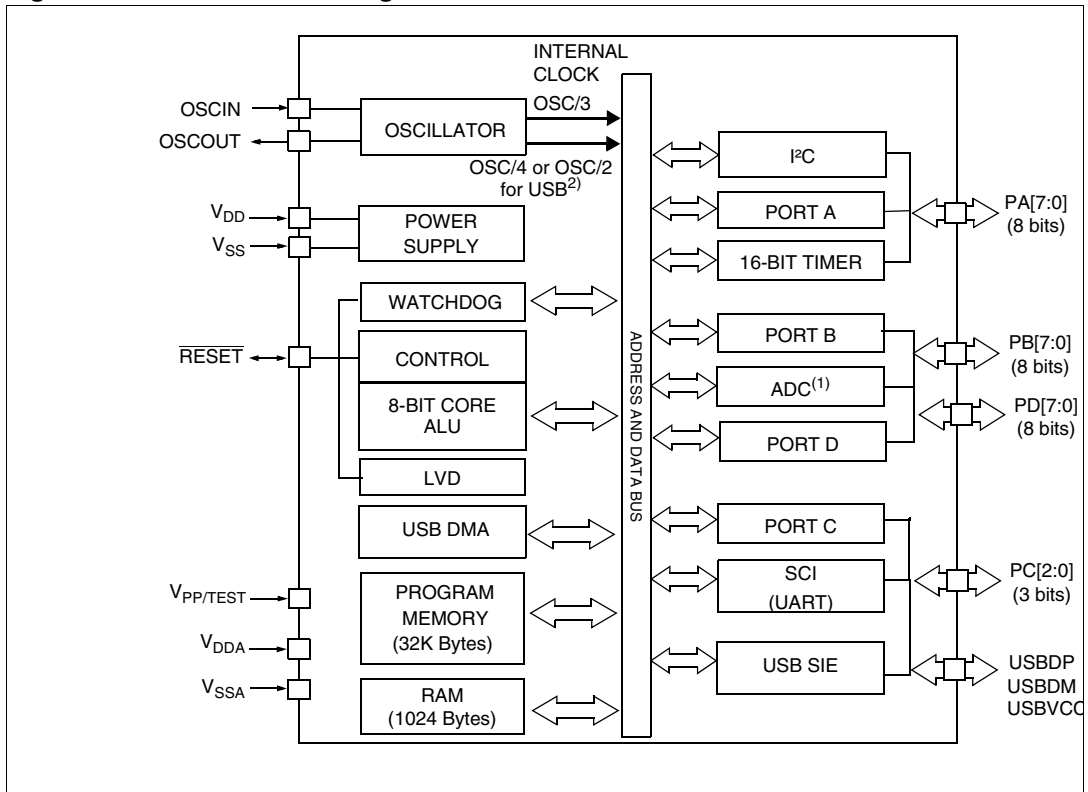 INTERNAL
CLOCK
OSC/3
OSCIN
OSCOUT
OSCILLATOR
OSC/4 or OSC/2
for USB2)
VDD
VSS
POWER
SUPPLY
WATCHDOG
RESET
CONTROL
8-BIT CORE
ALU
LVD
USB DMA
VPP/TEST
VDDA
VSSA
PROGRAM
MEMORY
(32K Bytes)
RAM
(1024 Bytes)
ADDRESS AND DATA BUS
I²C
PORT A
16-BIT TIMER
PA[7:0]
(8 bits)
PORT B
ADC(1)
PORT D
PB[7:0]
(8 bits)
PD[7:0]
(8 bits)
PORT C
SCI
(UART)
USB SIE
PC[2:0]
(3 bits)
USBDP
USBDM
USBVCC